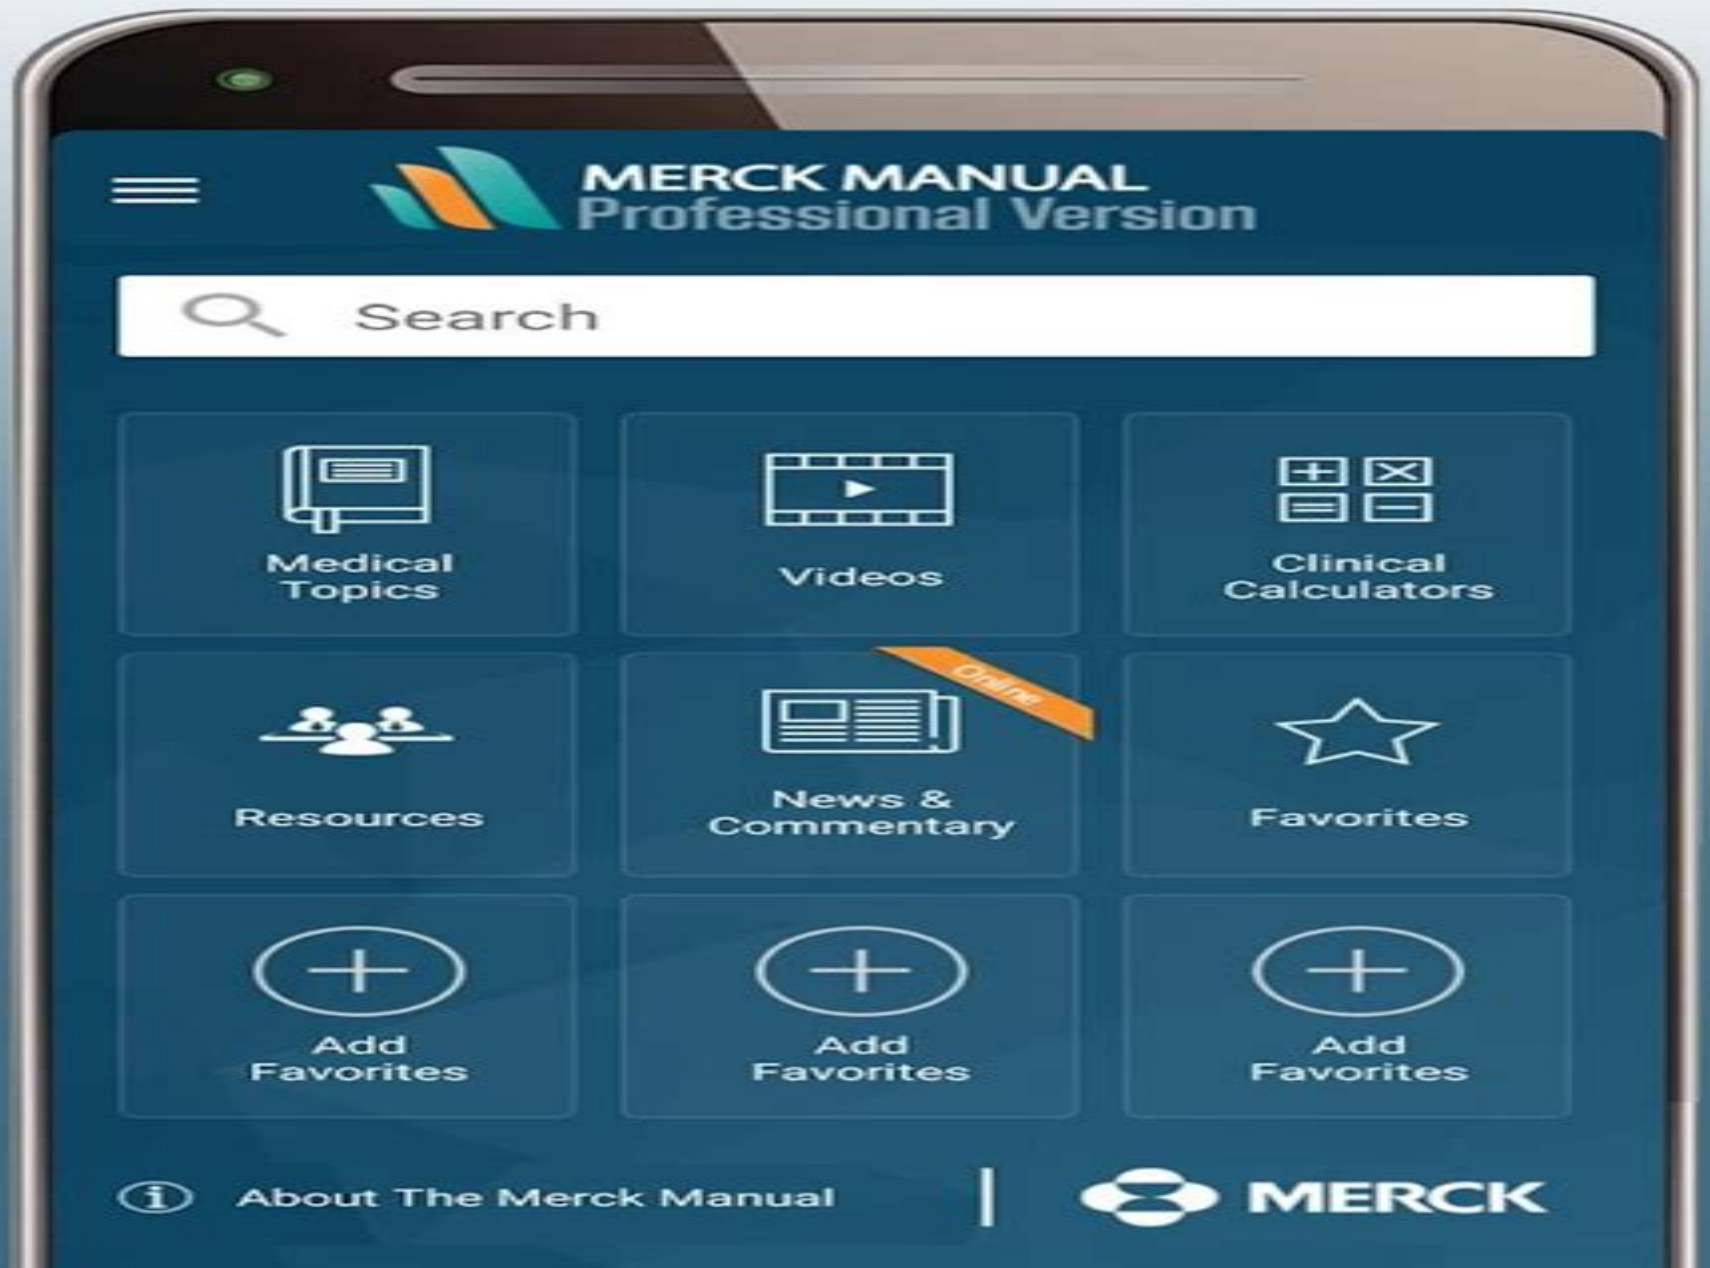 MERCK MANUAL
Professional Version
Search
Medical
Topics
Videos
Clinical
Calculators
Resources
Online
News &
Commentary
Favorites
Add
Favorites
Add
Favorites
Add
Favorites
About The Merck Manual
MERCK